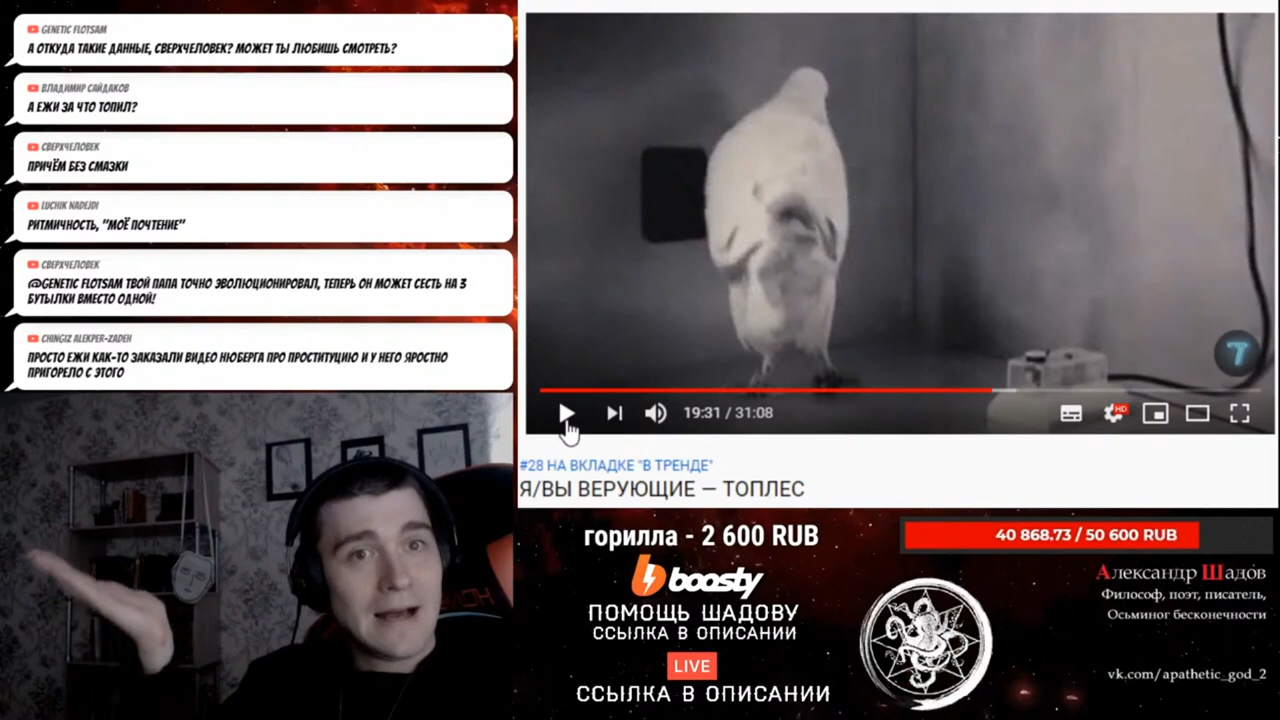 GENETIC FLOTSAM
А ОТКУДА ТАКИЕ ДАННЫЕ, СВЕРХЧЕЛОВЕК? МОЖЕТ ТЫ ЛЮБИШЬ СМОТРЕТЬ?
ВЛАДИМИР САЙДАКОВ
А ЕЖИ ЗА ЧТО ТОПИЛ?
СВЕРХЧЕЛОВЕК
ПРИЧЁМ БЕЗ СМАЗКИ
LUCHIK NADEJDI
РИТМИЧНОСТЬ, "МОЁ ПОЧТЕНИЕ"
СВЕРХЧЕЛОВЕК
@GENETIC FLOTSAM ТВОЙ ПАПА ТОЧНО ЭВОЛЮЦИОНИРОВАЛ, ТЕПЕРЬ ОН МОЖЕТ СЕСТЬ НА 3
БУТЫЛКИ ВМЕСТО ОДНОЙ!
CHINGIZ ALEKPER-ZADEH
ПРОСТО ЕЖИ КАК-ТО ЗАКАЗАЛИ ВИДЕО НЮБЕРГА ПРО ПРОСТИТУЦИЮ И У НЕГО ЯРОСТНО
ПРИГОРЕЛО С ЭТОГО
T
19:31 / 31:08
HD
#28 НА ВКЛАДКЕ "В ТРЕНДЕ"
Я/ВЫ ВЕРУЮЩИЕ — ТОПЛЕС
горилла - 2 600 RUB
40 868.73 / 50 600 RUB
boosty
ПОМОЩЬ ШАДОВУ
ССЫЛКА В ОПИСАНИИ
LIVE
ССЫЛКА В ОПИСАНИИ
Александр Шадов
Философ, поэт, писатель,
Осьминог бесконечности
vk.com/apathetic_god_2